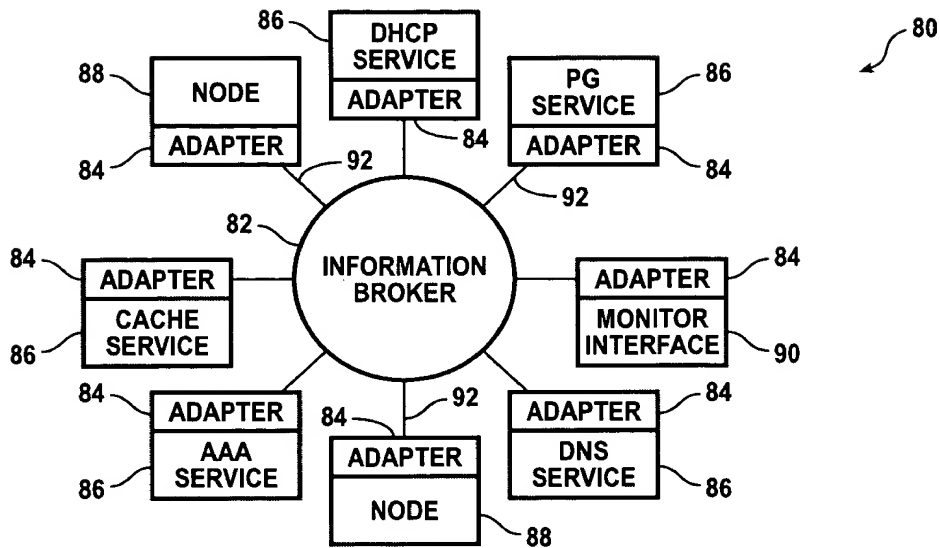 86
DHCP
SERVICE
ADAPTER
84
80
88
NODE
ADAPTER
84
92
PG
SERVICE
86
ADAPTER
84
92
82
INFORMATION
BROKER
84
ADAPTER
CACHE
SERVICE
86
ADAPTER
84
MONITOR
INTERFACE
90
84
ADAPTER
AAA
SERVICE
86
92
84
ADAPTER
NODE
88
ADAPTER
84
DNS
SERVICE
86